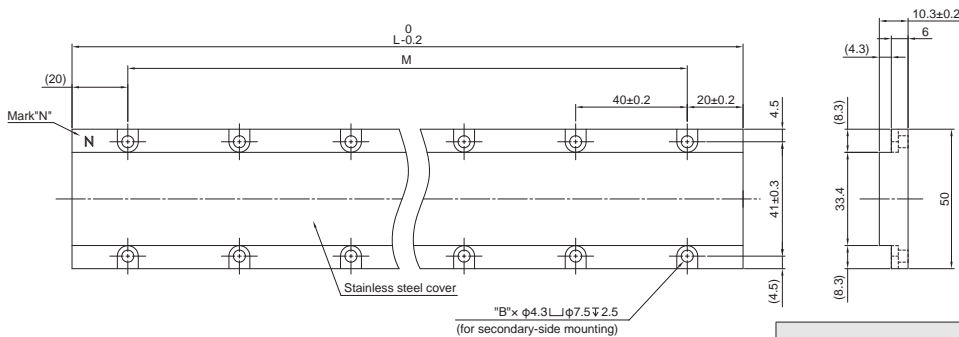 0
L-0.2
M
(20)
40±0.2
20±0.2
4.5
Mark"N"
N
41±0.3
(4.5)
Stainless steel cover
"B"× φ4.3⌴φ7.5↧2.5
(for secondary-side mounting)
10.3±0.2
6
(4.3)
(8.3)
33.4
50
(8.3)